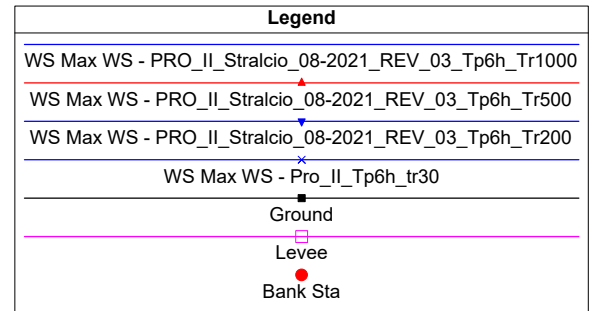 Legend
WS Max WS - PRO_II_Stralcio_08-2021_REV_03_Tp6h_Tr1000
WS Max WS - PRO_II_Stralcio_08-2021_REV_03_Tp6h_Tr500
WS Max WS - PRO_II_Stralcio_08-2021_REV_03_Tp6h_Tr200
WS Max WS - Pro_II_Tp6h_tr30
Ground
Levee
Bank Sta